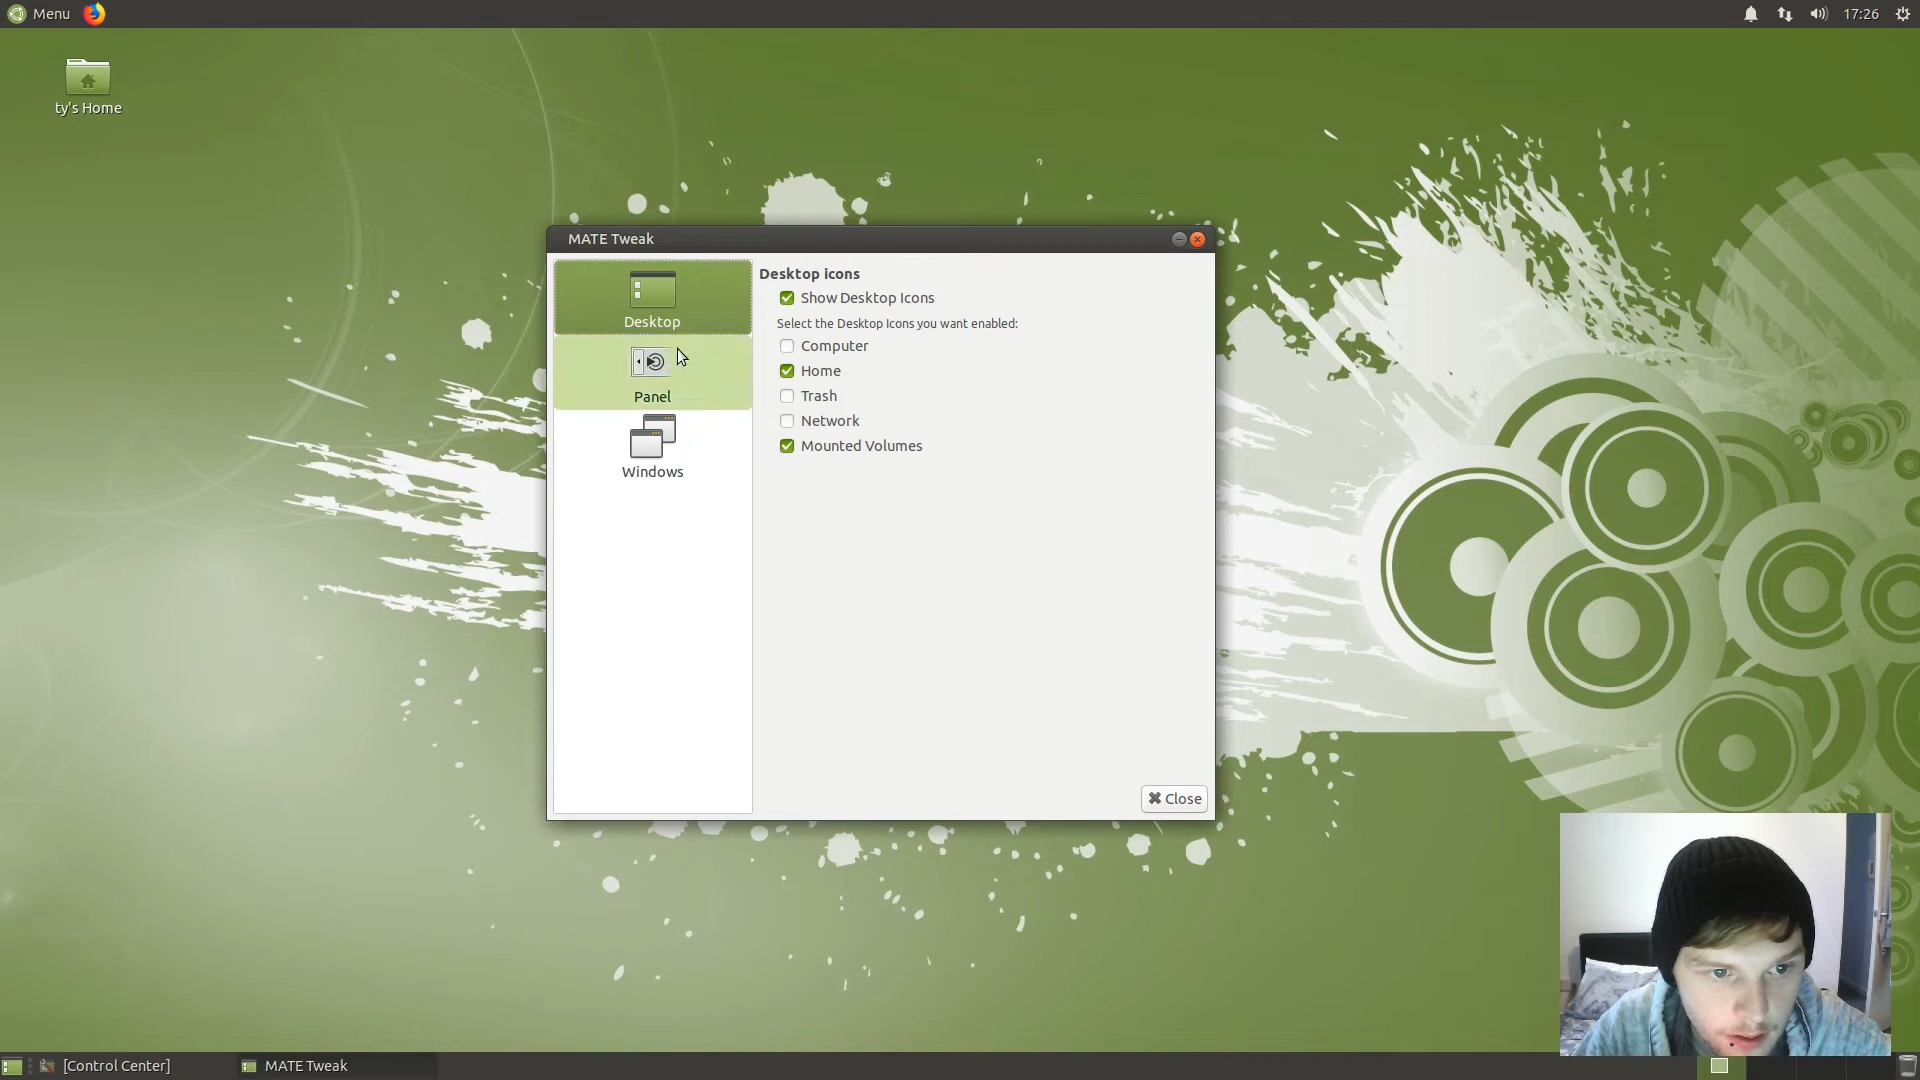 Menu
17:26
ty's Home
MATE Tweak
Desktop
Panel
Windows
Desktop icons
Show Desktop Icons
Select the Desktop Icons you want enabled:
Computer
Home
Trash
Network
Mounted Volumes
Close
[Control Center]
MATE Tweak